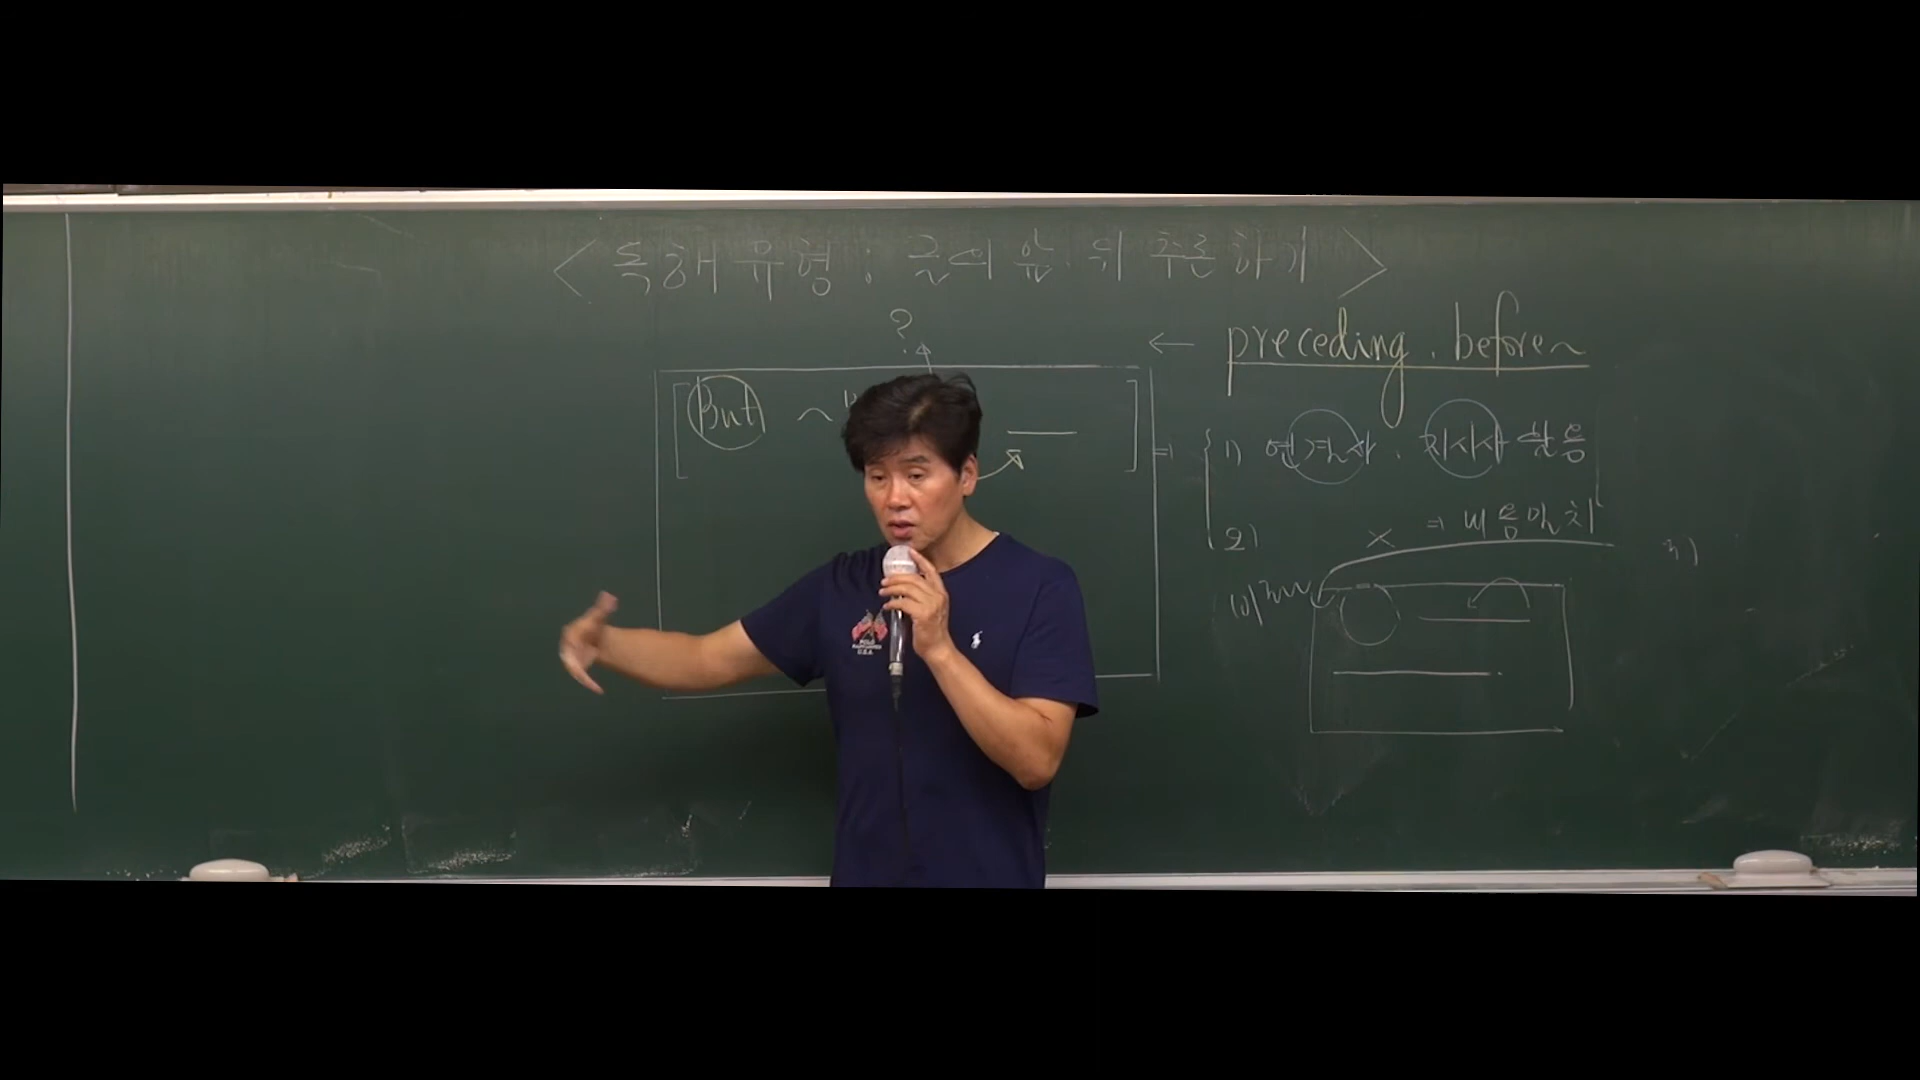 < 독해 유형 : 글의 앞·뒤 추론하기 >
?
← preceding . before~
But ~
⇒ 1) 연결사 . 지시사 활용
2) × ⇒ 내용일치